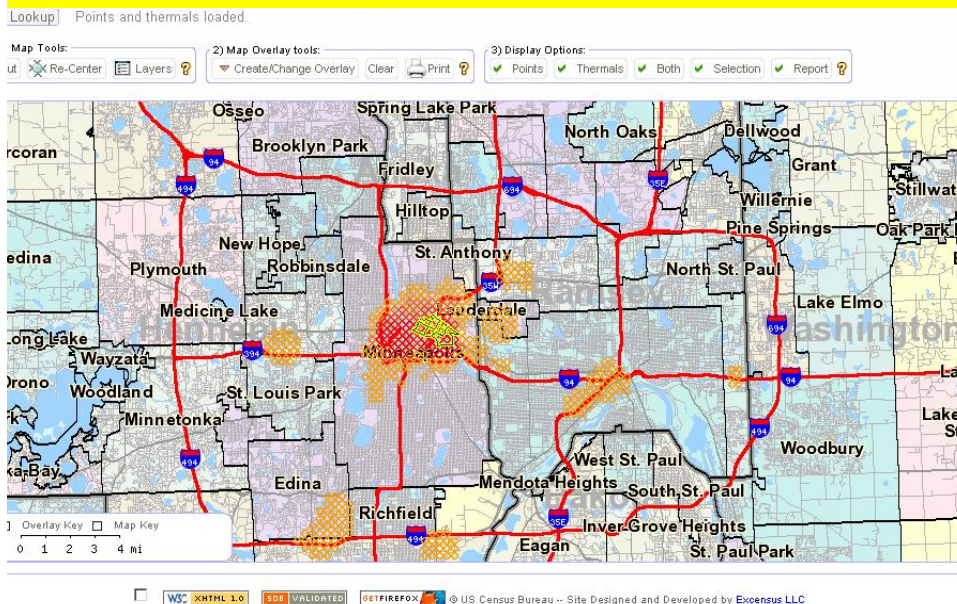 Lookup Points and thermals loaded.
Map Tools: 2) Map Overlay tools: 3) Display Options:
ut Re-Center Layers ? Create/Change Overlay Clear Print ? Points Thermals Both Selection Report ?
Osseo Spring Lake Park
North Oaks Dellwood
rcoran Brooklyn Park 94
Fridley Grant
494 694 35E Stillwat
Hilltop Willernie
New Hope Pine Springs Oak Park
edina St. Anthony
Plymouth Robbinsdale North St. Paul
35W Ramsey
Medicine Lake Lauderdale Lake Elmo
Hennepin Washington
Long Lake 694
Wayzata 394 Minneapolis
Orono 94 94 La
Woodland St. Louis Park
Minnetonka Lake
St
494 494
Woodbury
ka-Bay West St. Paul
Edina Mendota Heights South St. Paul
Richfield
Overlay Key Map Key 494 35E Inver Grove Heights
0 1 2 3 4 mi Eagan St. Paul Park
W3C XHTML 1.0 508 VALIDATED GETFIREFOX © US Census Bureau -- Site Designed and Developed by Excensus LLC